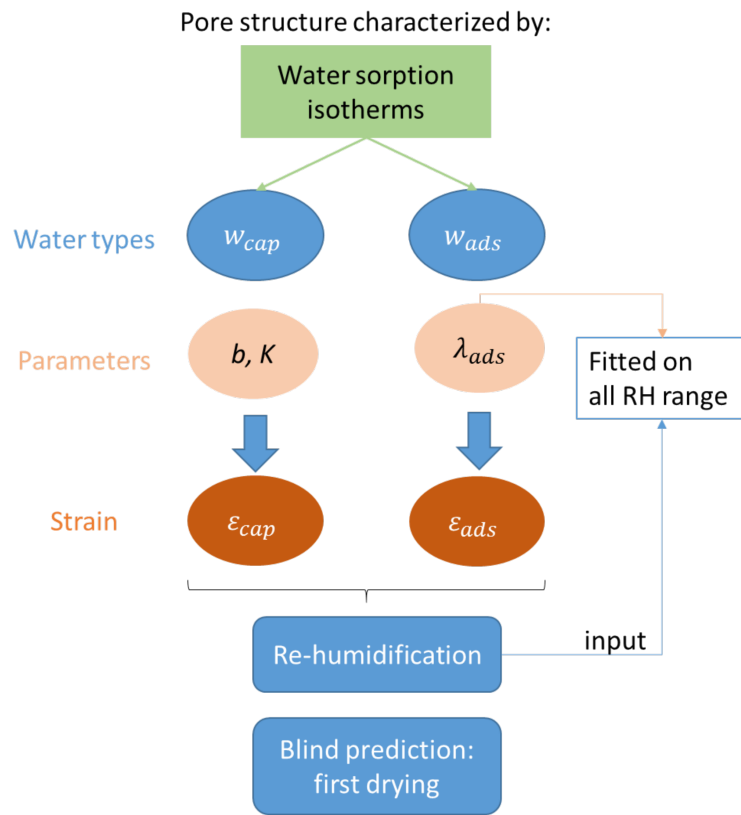 Pore structure characterized by:
Water sorption
isotherms
Water types
w_cap
w_ads
Parameters
b, K
λ_ads
Fitted on
all RH range
Strain
ε_cap
ε_ads
Re-humidification
input
Blind prediction:
first drying